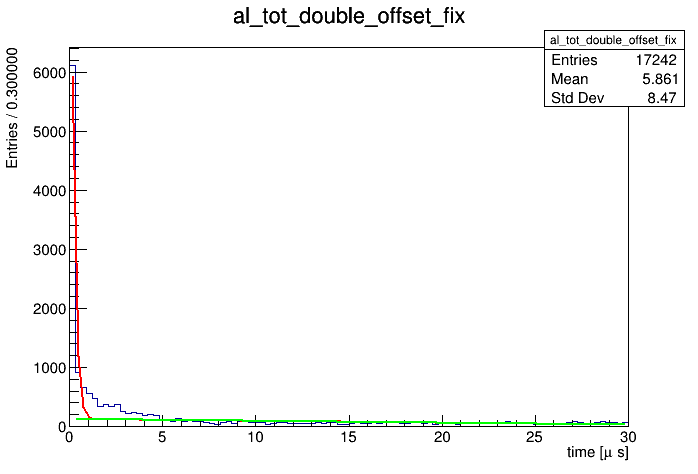 al_tot_double_offset_fix
al_tot_double_offset_fix
Entries 17242
Mean 5.861
Std Dev 8.47
Entries / 0.300000
6000
5000
4000
3000
2000
1000
0
0 5 10 15 20 25 30
time [μ s]